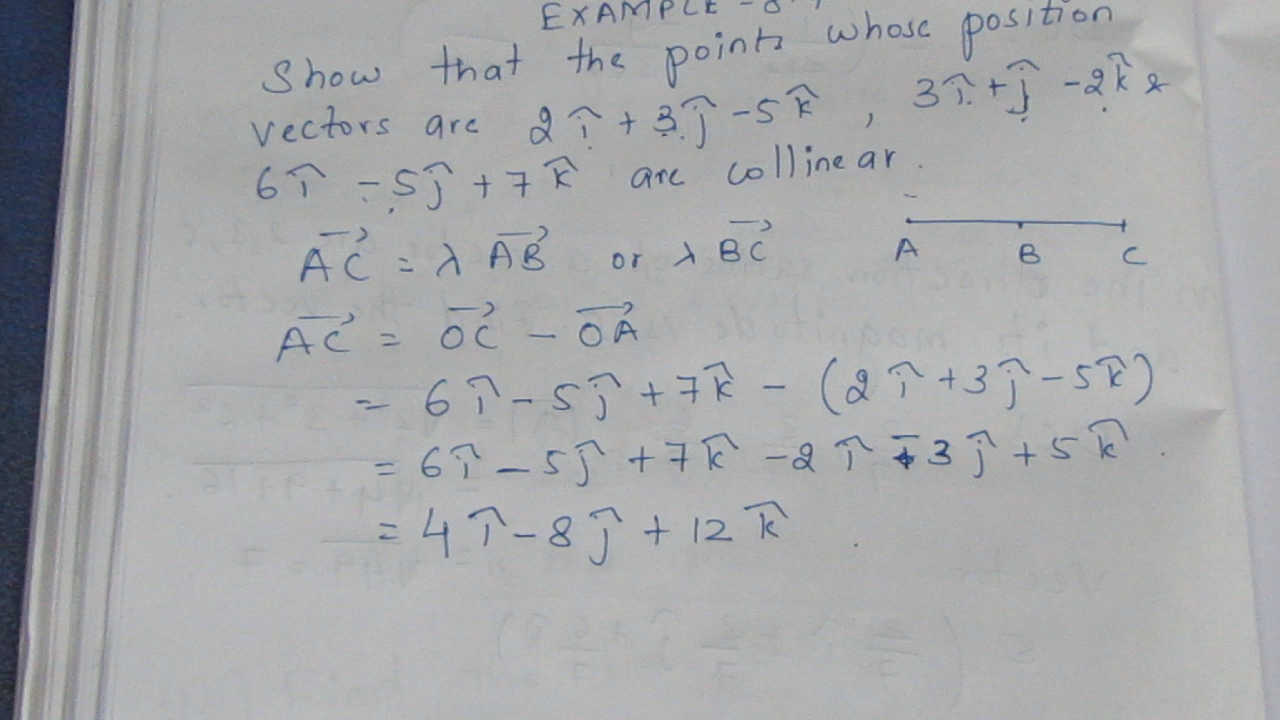 EXAMPLE - 8
Show that the points whose position
vectors are 2î + 3ĵ - 5k̂ , 3î + ĵ - 2k̂ &
6î - 5ĵ + 7k̂ are collinear.
A B C
AC⃗ = λ AB⃗ or λ BC⃗
AC⃗ = OC⃗ - OA⃗
= 6î - 5ĵ + 7k̂ - (2î + 3ĵ - 5k̂)
= 6î - 5ĵ + 7k̂ - 2î - 3ĵ + 5k̂
= 4î - 8ĵ + 12k̂